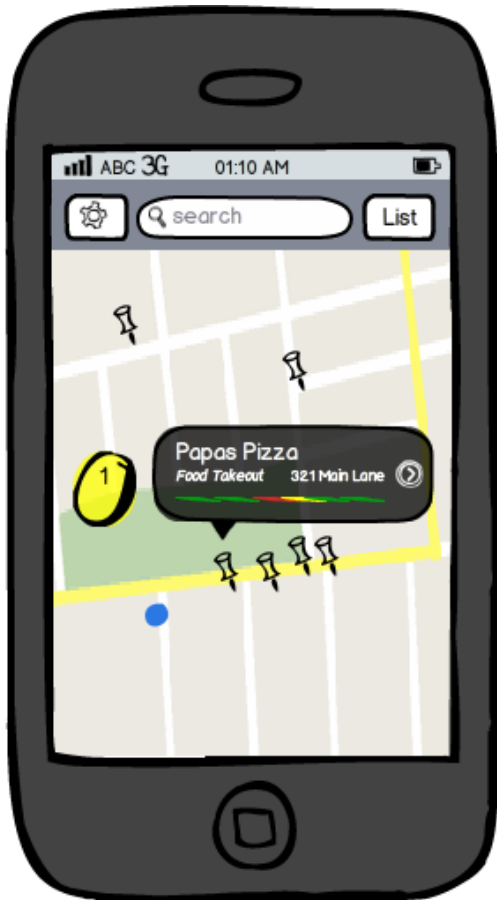 ABC 3G 01:10 AM
search List
Papas Pizza
Food Takeout 321 Main Lane
1